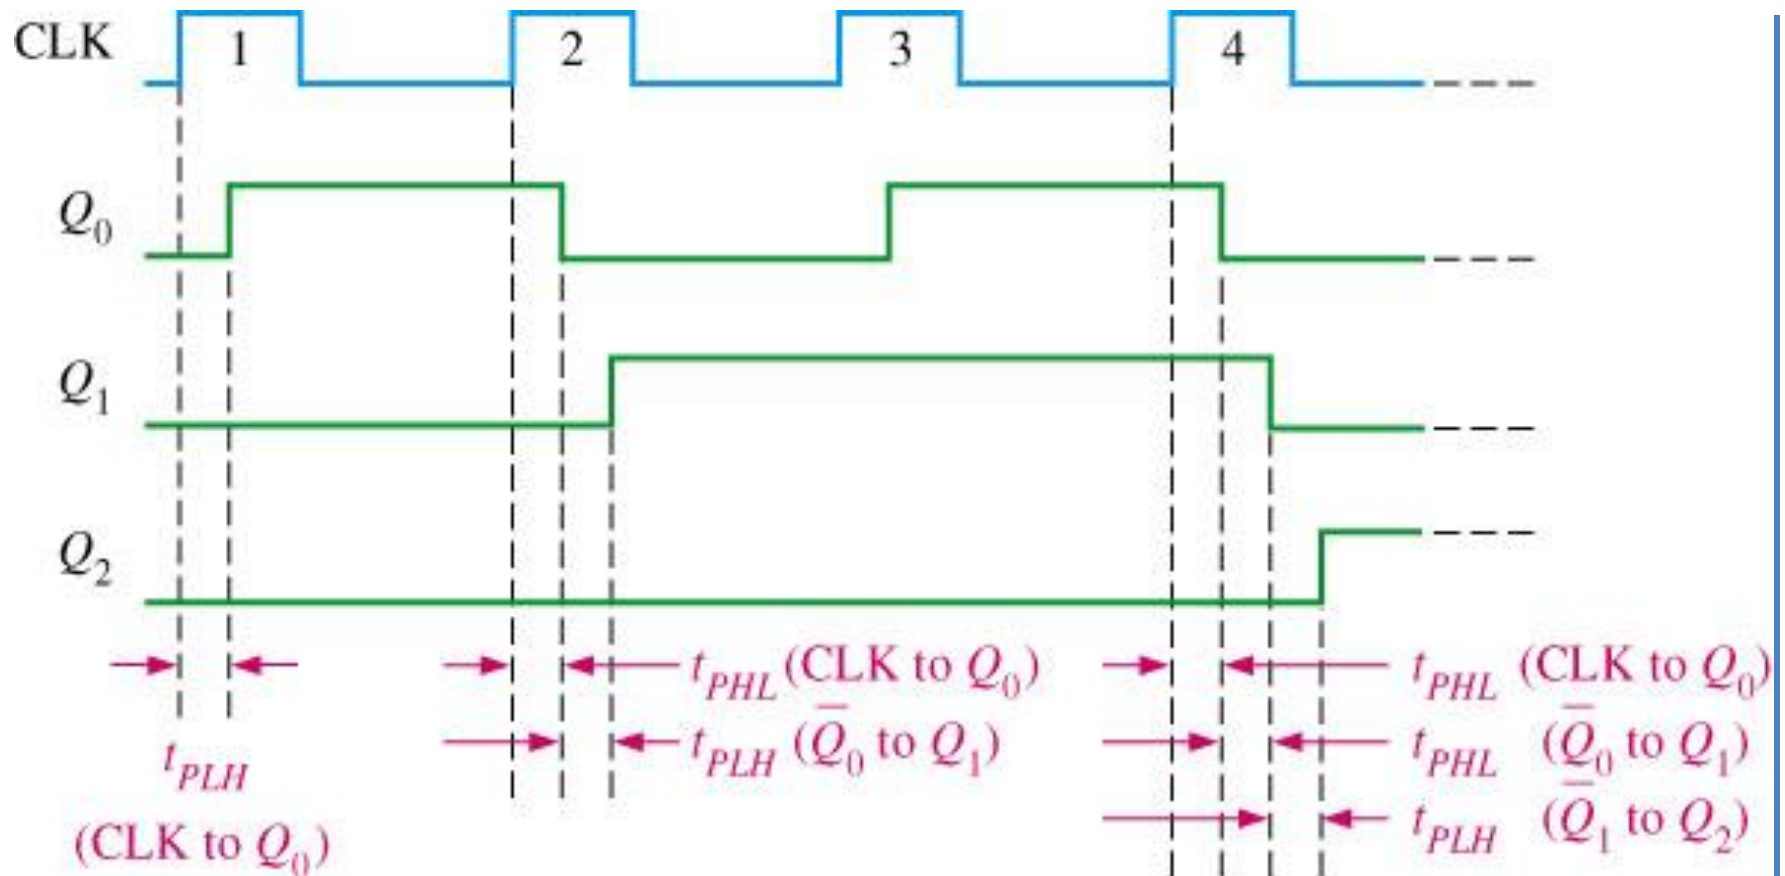 CLK 1 2 3 4
Q0
Q1
Q2
tPHL (CLK to Q0) tPHL (CLK to Q0)
tPLH (Q̅0 to Q1) tPHL (Q̅0 to Q1)
tPLH
(CLK to Q0) tPLH (Q̅1 to Q2)